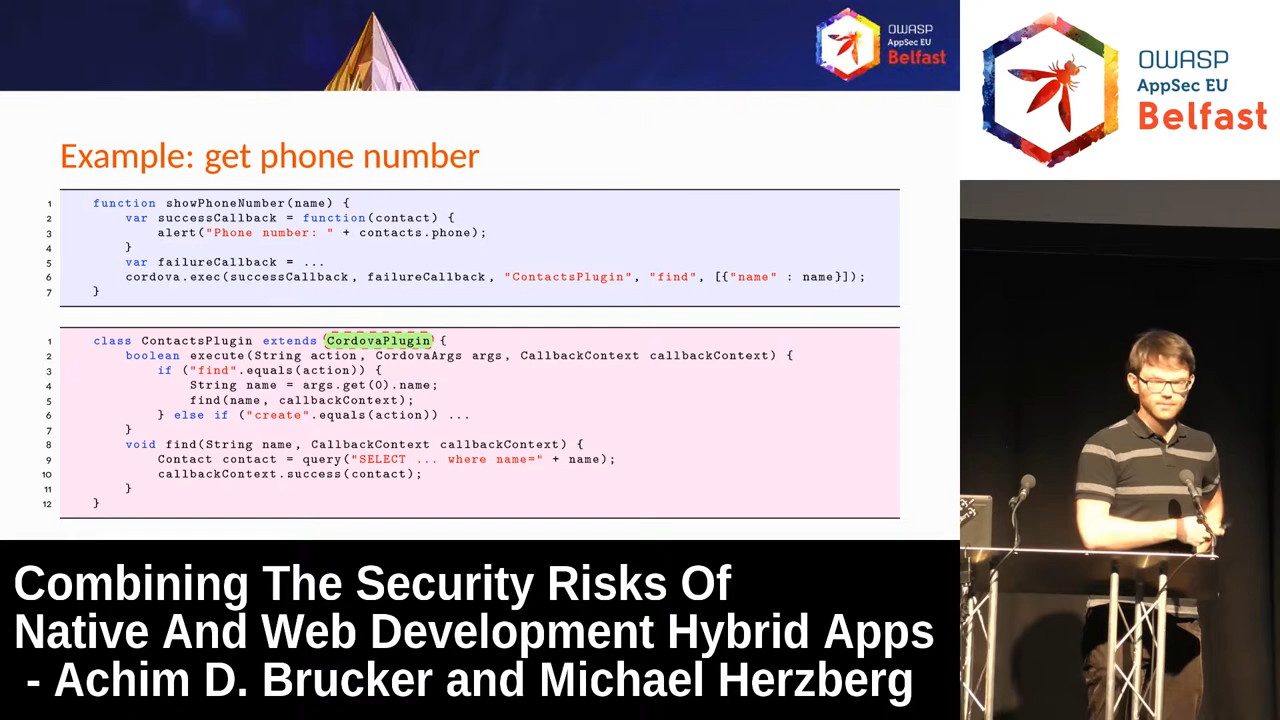 OWASP
AppSec EU
Belfast
OWASP
AppSec EU
Belfast
Example: get phone number
1 function showPhoneNumber(name) {
2 var successCallback = function(contact) {
3 alert("Phone number: " + contacts.phone);
4 }
5 var failureCallback = ...
6 cordova.exec(successCallback, failureCallback, "ContactsPlugin", "find", [{"name" : name}]);
7 }
1 class ContactsPlugin extends CordovaPlugin {
2 boolean execute(String action, CordovaArgs args, CallbackContext callbackContext) {
3 if ("find".equals(action)) {
4 String name = args.get(0).name;
5 find(name, callbackContext);
6 } else if ("create".equals(action)) ...
7 }
8 void find(String name, CallbackContext callbackContext) {
9 Contact contact = query("SELECT ... where name=" + name);
10 callbackContext.success(contact);
11 }
12 }
Combining The Security Risks Of
Native And Web Development Hybrid Apps
- Achim D. Brucker and Michael Herzberg